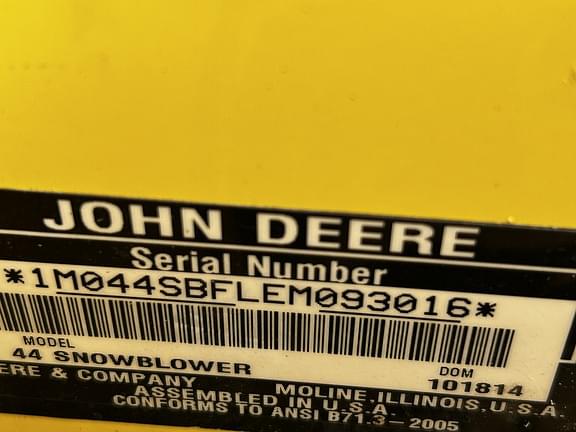 JOHN DEERE
Serial Number
*1M044SBFLEM093016*
MODEL
44 SNOWBLOWER
DOM
101814
ERE & COMPANY
MOLINE, ILLINOIS, U.S.A.
ASSEMBLED IN U.S.A.
CONFORMS TO ANSI B71.3-2005